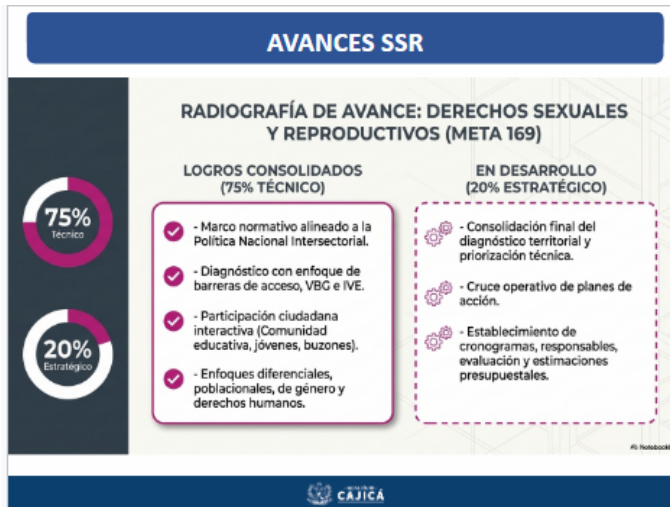 AVANCES SSR
RADIOGRAFÍA DE AVANCE: DERECHOS SEXUALES
Y REPRODUCTIVOS (META 169)
75%
Técnico
20%
Estratégico
LOGROS CONSOLIDADOS
(75% TÉCNICO)
- Marco normativo alineado a la
Política Nacional Intersectorial.
- Diagnóstico con enfoque de
barreras de acceso, VBG e IVE.
- Participación ciudadana
interactiva (Comunidad
educativa, jóvenes, buzones).
- Enfoques diferenciales,
poblacionales, de género y
derechos humanos.
EN DESARROLLO
(20% ESTRATÉGICO)
- Consolidación final del
diagnóstico territorial y
priorización técnica.
- Cruce operativo de planes de
acción.
- Establecimiento de
cronogramas, responsables,
evaluación y estimaciones
presupuestales.
CAJICÁ